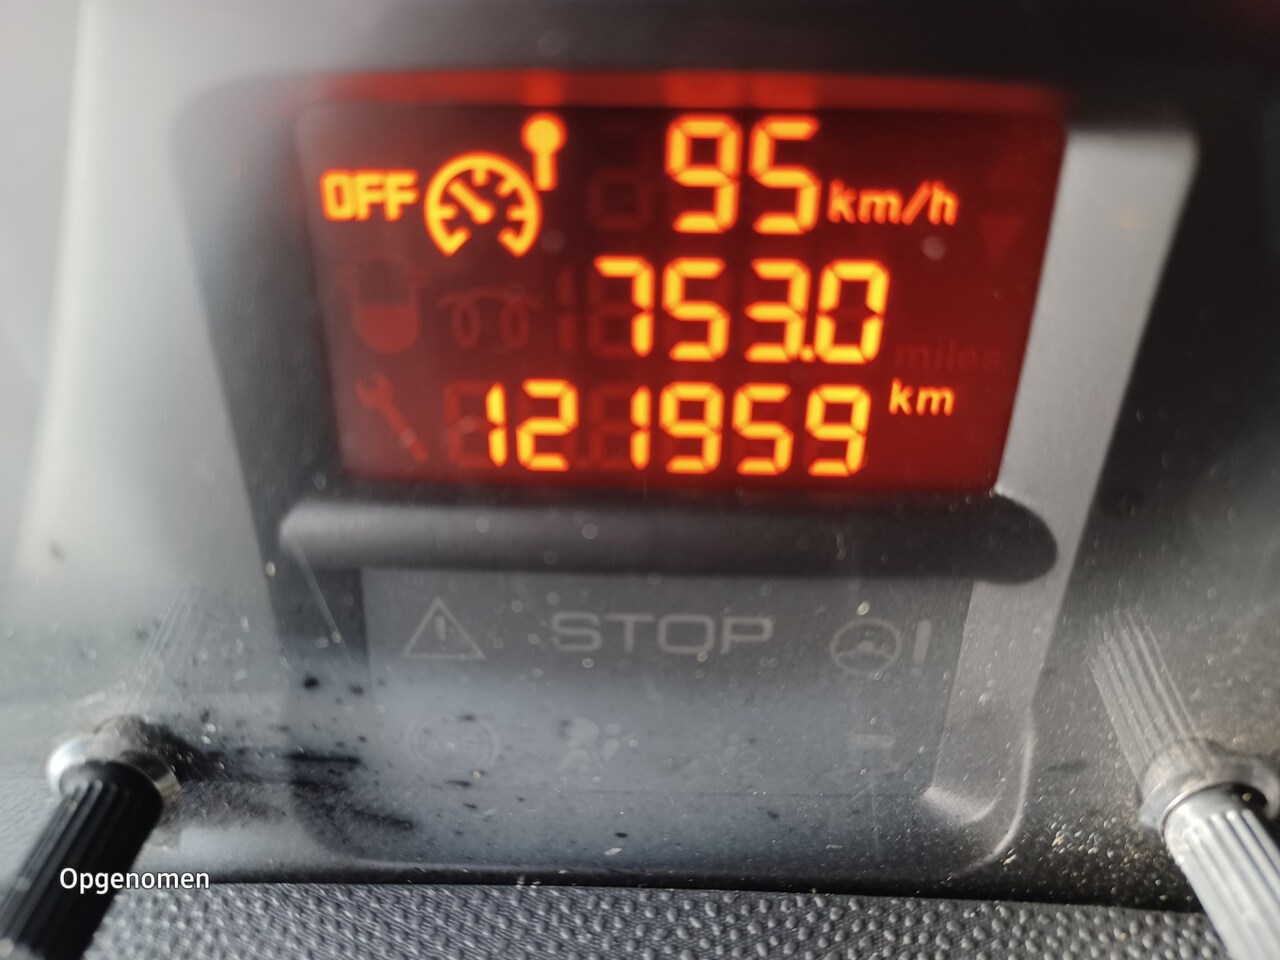 OFF 95 km/h
753.0
miles
121959 km
STOP
Opgenomen